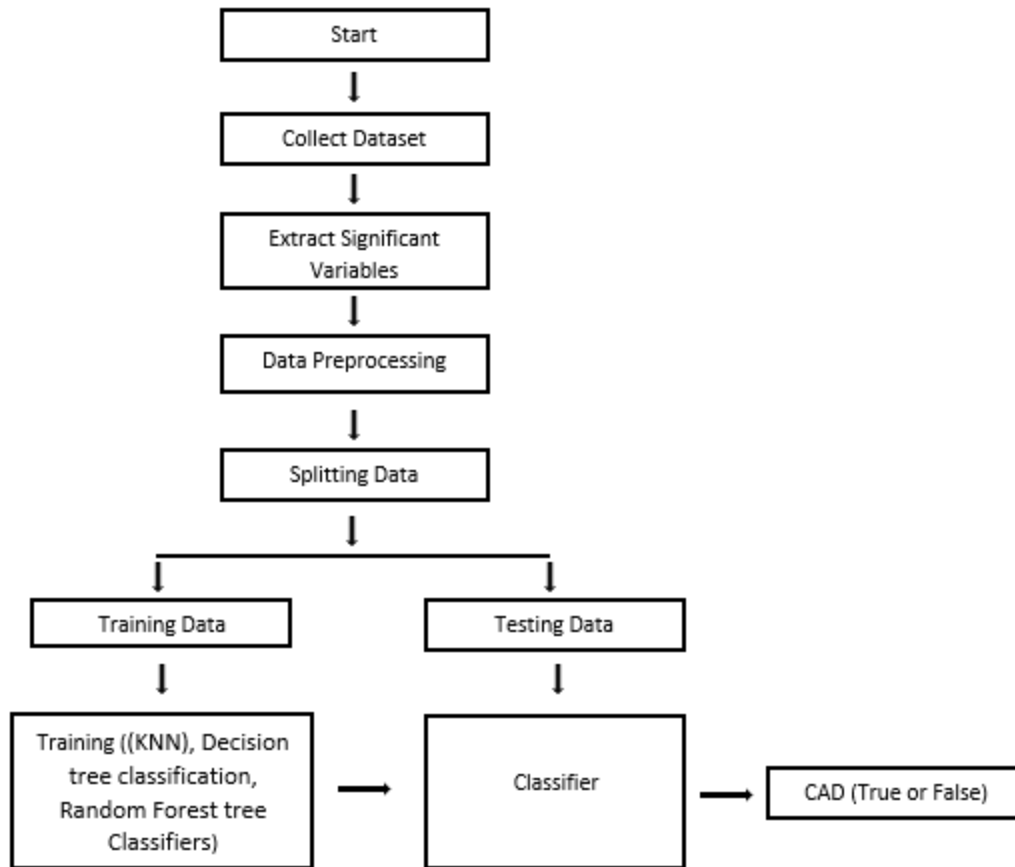 Start
Collect Dataset
Extract Significant
Variables
Data Preprocessing
Splitting Data
Training Data
Testing Data
Training ((KNN), Decision
tree classification,
Random Forest tree
Classifiers)
Classifier
CAD (True or False)